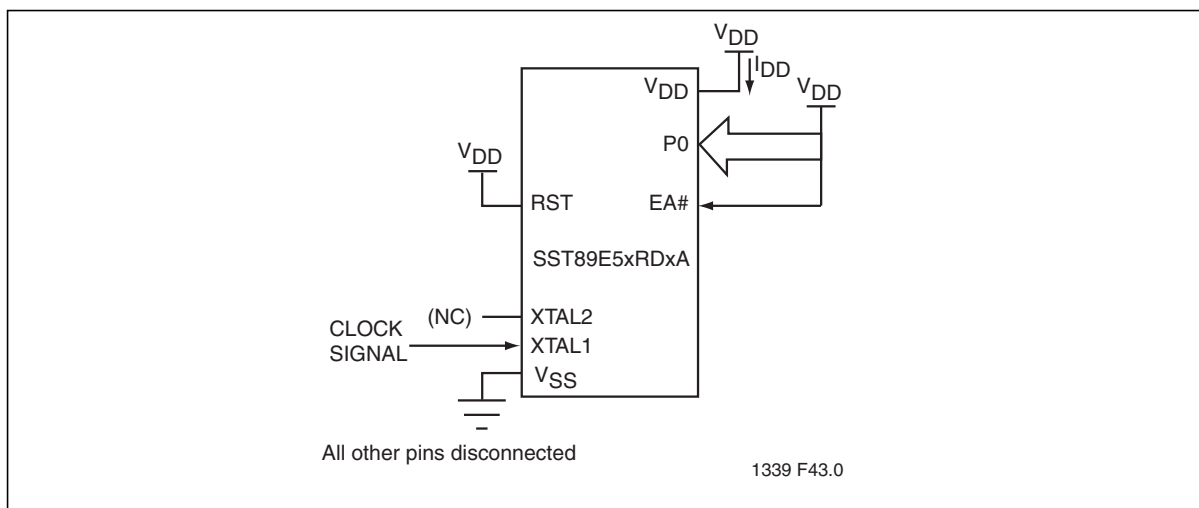 VDD
IDD
VDD
VDD
P0
VDD
RST
EA#
SST89E5xRDxA
(NC)
XTAL2
CLOCK
SIGNAL
XTAL1
VSS
All other pins disconnected
1339 F43.0